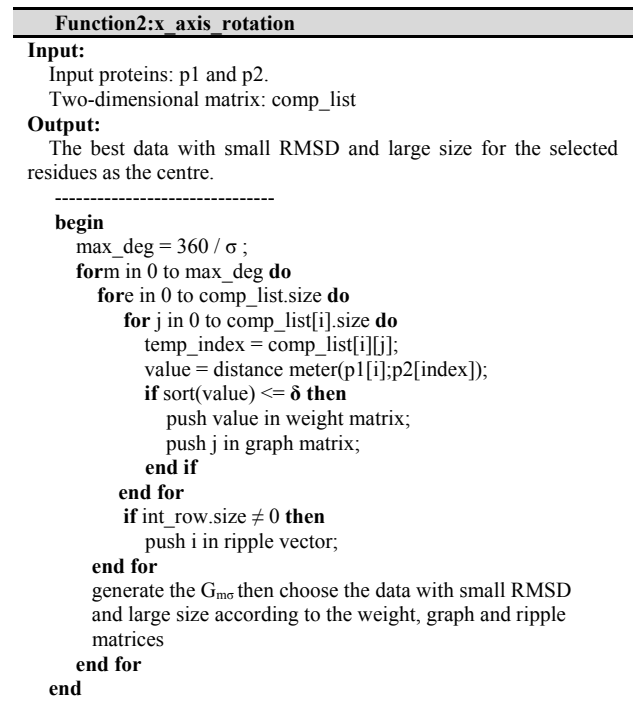 Function2:x_axis_rotation
Input:
Input proteins: p1 and p2.
Two-dimensional matrix: comp_list
Output:
The best data with small RMSD and large size for the selected
residues as the centre.
-------------------------------
begin
max_deg = 360 / σ ;
form in 0 to max_deg do
fore in 0 to comp_list.size do
for j in 0 to comp_list[i].size do
temp_index = comp_list[i][j];
value = distance meter(p1[i];p2[index]);
if sort(value) <= δ then
push value in weight matrix;
push j in graph matrix;
end if
end for
if int_row.size ≠ 0 then
push i in ripple vector;
end for
generate the Gmσ then choose the data with small RMSD
and large size according to the weight, graph and ripple
matrices
end for
end